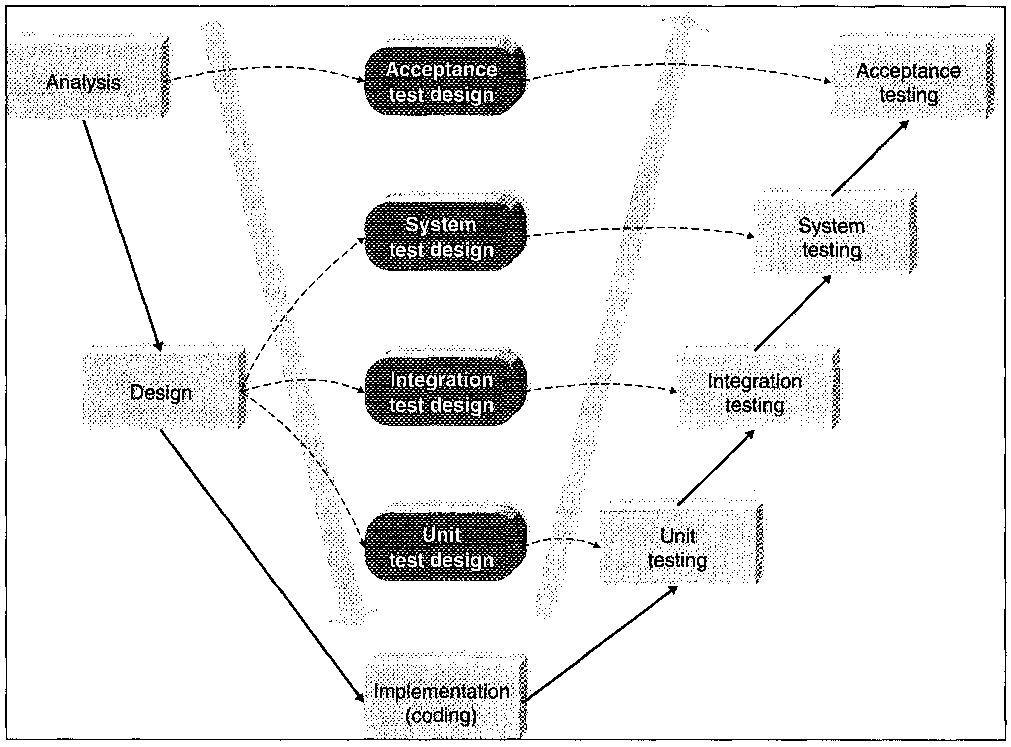 Analysis
Acceptance
test design
Acceptance
testing
System
test design
System
testing
Design
Integration
test design
Integration
testing
Unit
test design
Unit
testing
Implementation
(coding)